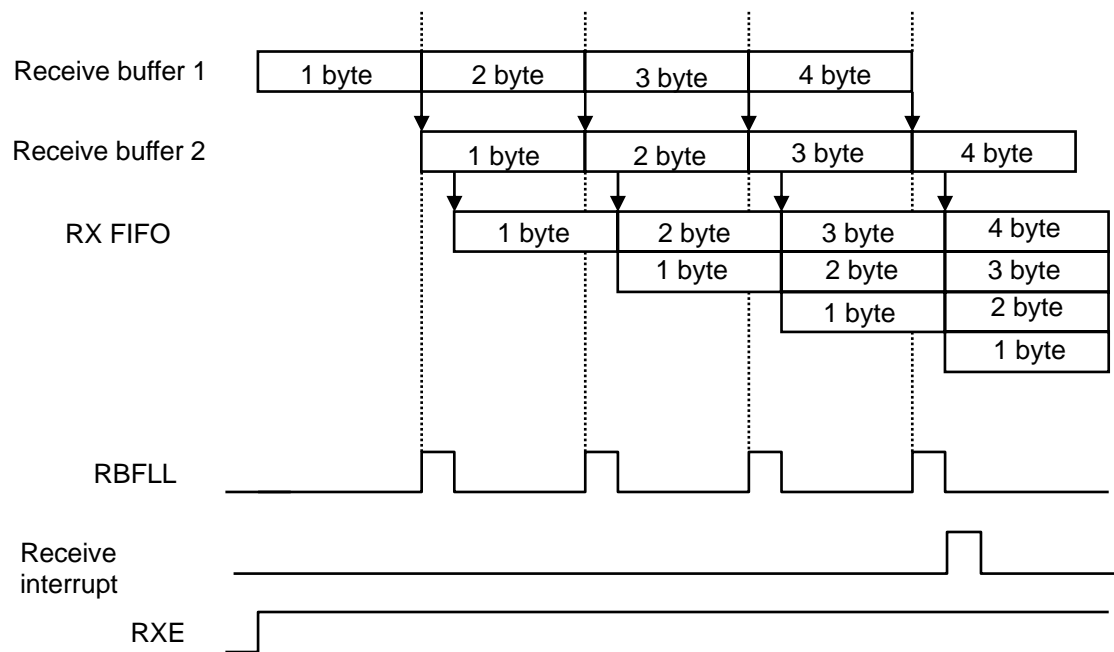 Receive buffer 1
1 byte
2 byte
3 byte
4 byte
Receive buffer 2
1 byte
2 byte
3 byte
4 byte
RX FIFO
1 byte
2 byte
3 byte
4 byte
1 byte
2 byte
3 byte
1 byte
2 byte
1 byte
RBFLL
Receive
interrupt
RXE